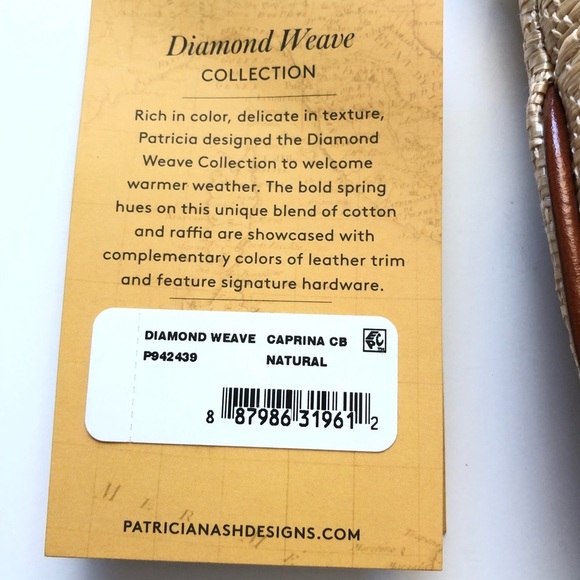 Diamond Weave
COLLECTION
Rich in color, delicate in texture,
Patricia designed the Diamond
Weave Collection to welcome
warmer weather. The bold spring
hues on this unique blend of cotton
and raffia are showcased with
complementary colors of leather trim
and feature signature hardware.
DIAMOND WEAVE CAPRINA CB
P942439 NATURAL
8 87986 31961 2
PATRICIANASHDESIGNS.COM